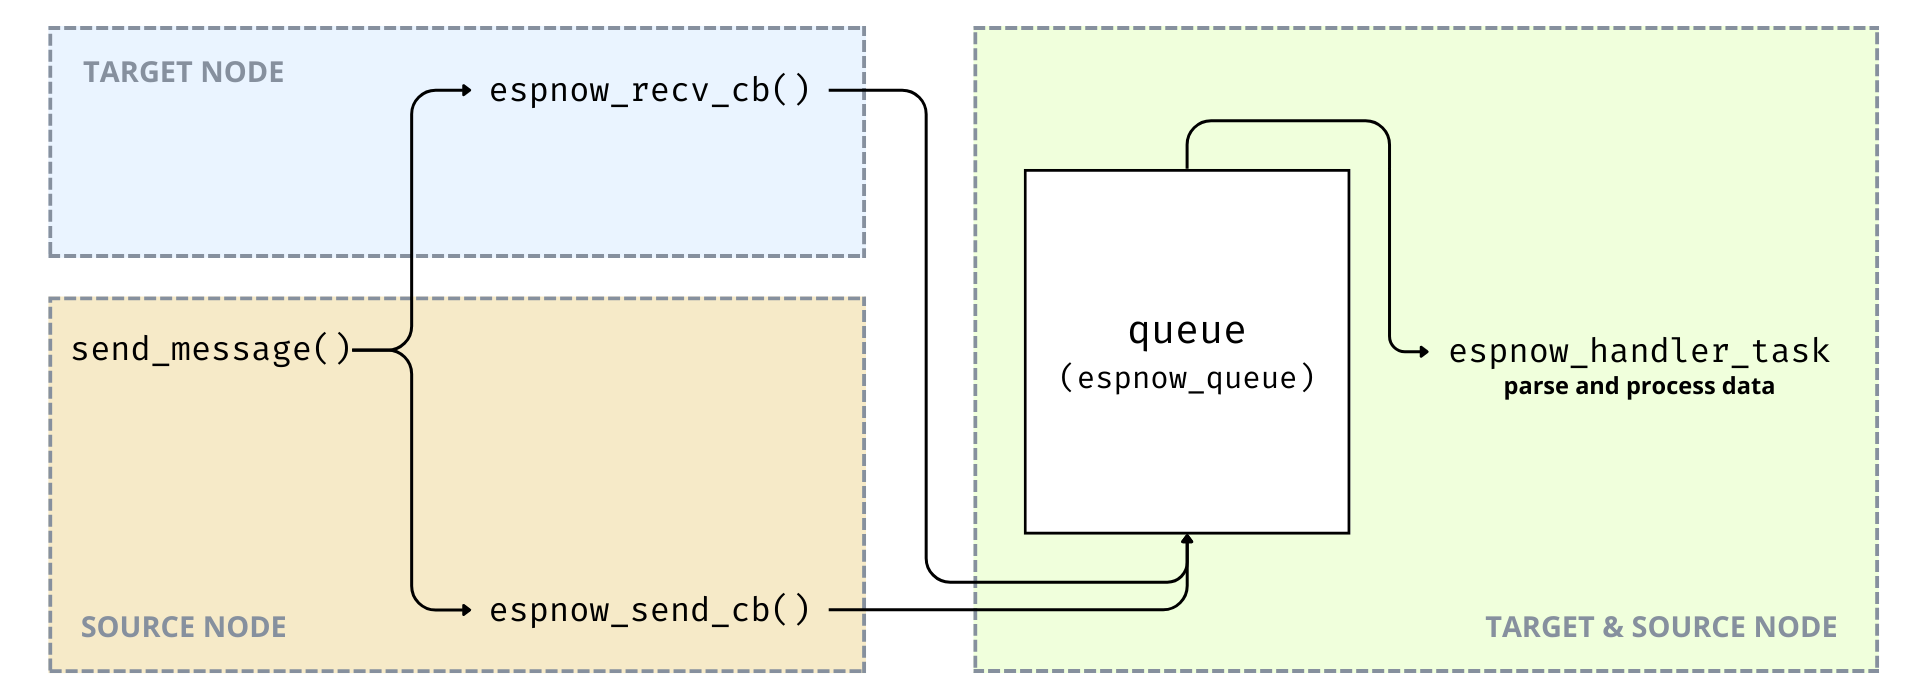 TARGET NODE
espnow_recv_cb()
send_message()
espnow_send_cb()
SOURCE NODE
queue
(espnow_queue)
espnow_handler_task
parse and process data
TARGET & SOURCE NODE